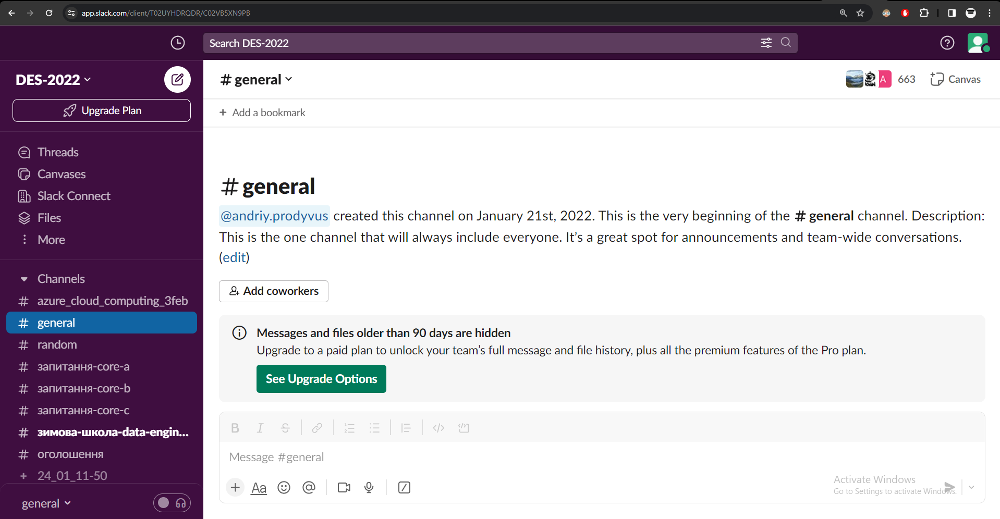 app.slack.com/client/T02UYHDRQDR/C02VB5XN9PB
Search DES-2022
DES-2022
Upgrade Plan
Threads
Canvases
Slack Connect
Files
More
Channels
# azure_cloud_computing_3feb
# general
# random
# запитання-core-a
# запитання-core-b
# запитання-core-c
# зимова-школа-data-engin...
# оголошення
+ 24_01_11-50
general
# general
A 663
Canvas
+ Add a bookmark
# general
@andriy.prodyvus created this channel on January 21st, 2022. This is the very beginning of the # general channel. Description:
This is the one channel that will always include everyone. It’s a great spot for announcements and team-wide conversations.
(edit)
Add coworkers
Messages and files older than 90 days are hidden
Upgrade to a paid plan to unlock your team’s full message and file history, plus all the premium features of the Pro plan.
See Upgrade Options
Message #general
Aa
Activate Windows
Go to Settings to activate Windows.